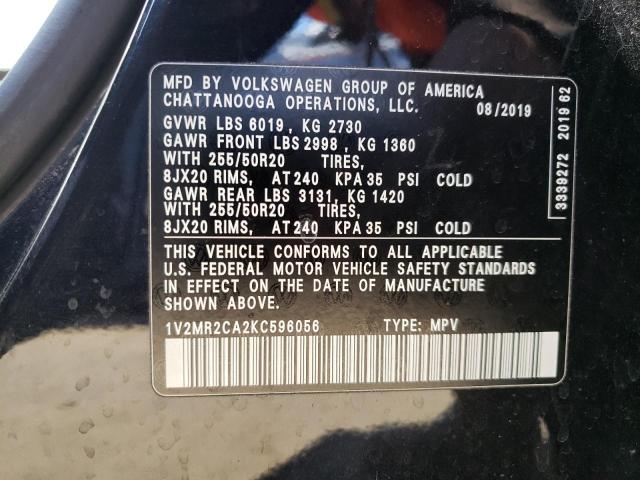 MFD BY VOLKSWAGEN GROUP OF AMERICA
CHATTANOOGA OPERATIONS, LLC.
08/2019
GVWR LBS 6019, KG 2730
GAWR FRONT LBS 2998, KG 1360
WITH 255/50R20 TIRES,
8JX20 RIMS, AT 240 KPA 35 PSI COLD
GAWR REAR LBS 3131, KG 1420
WITH 255/50R20 TIRES,
8JX20 RIMS, AT 240 KPA 35 PSI COLD
THIS VEHICLE CONFORMS TO ALL APPLICABLE
U.S. FEDERAL MOTOR VEHICLE SAFETY STANDARDS
IN EFFECT ON THE DATE OF MANUFACTURE
SHOWN ABOVE.
1V2MR2CA2KC596056 TYPE: MPV
3339272 2019 62